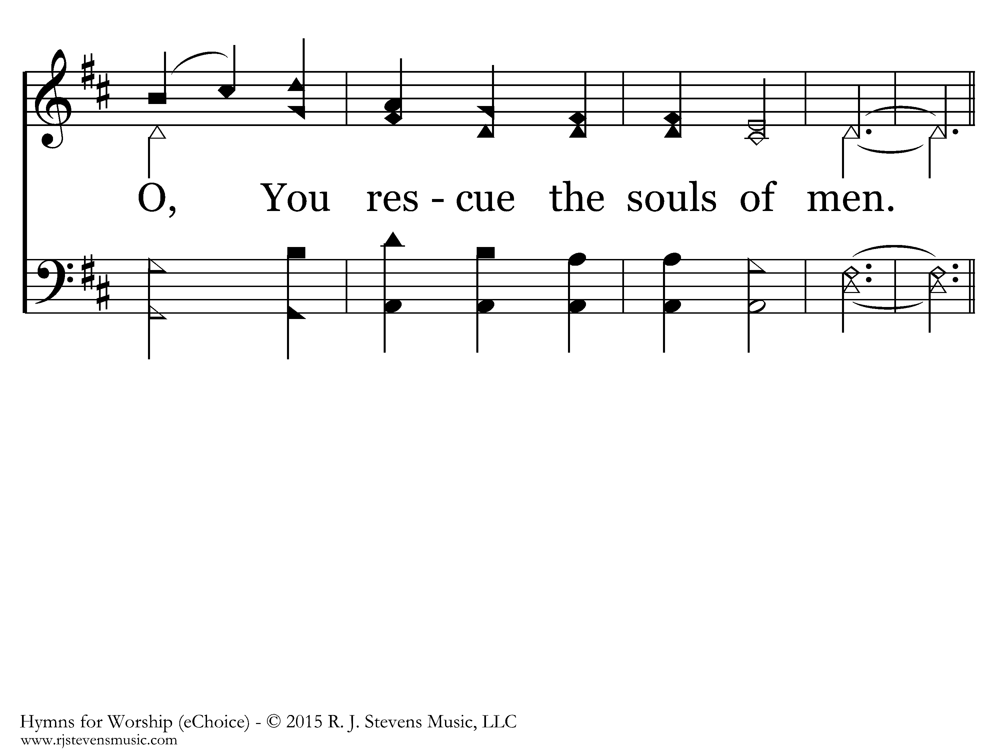 O, You res - cue the souls of men.
Hymns for Worship (eChoice) - © 2015 R. J. Stevens Music, LLC
www.rjstevensmusic.com